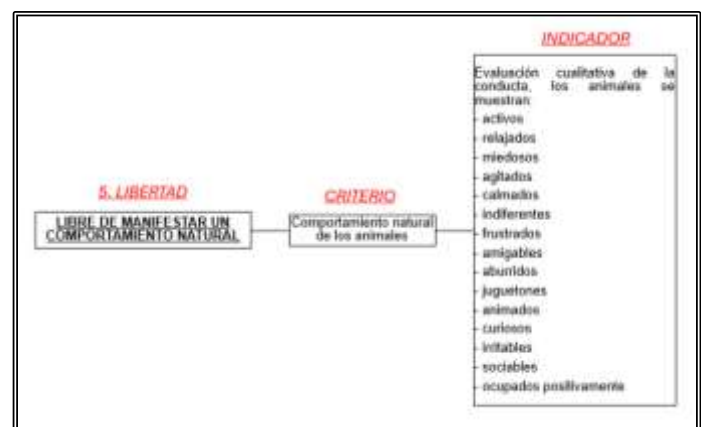 INDICADOR
Evaluación cualitativa de la
conducta, los animales se
muestran:
- activos
- relajados
- miedosos
- agitados
- calmados
- indiferentes
- frustrados
- amigables
- aburridos
- juguetones
- animados
- curiosos
- irritables
- sociables
- ocupados positivamente
5. LIBERTAD
LIBRE DE MANIFESTAR UN
COMPORTAMIENTO NATURAL
CRITERIO
Comportamiento natural
de los animales